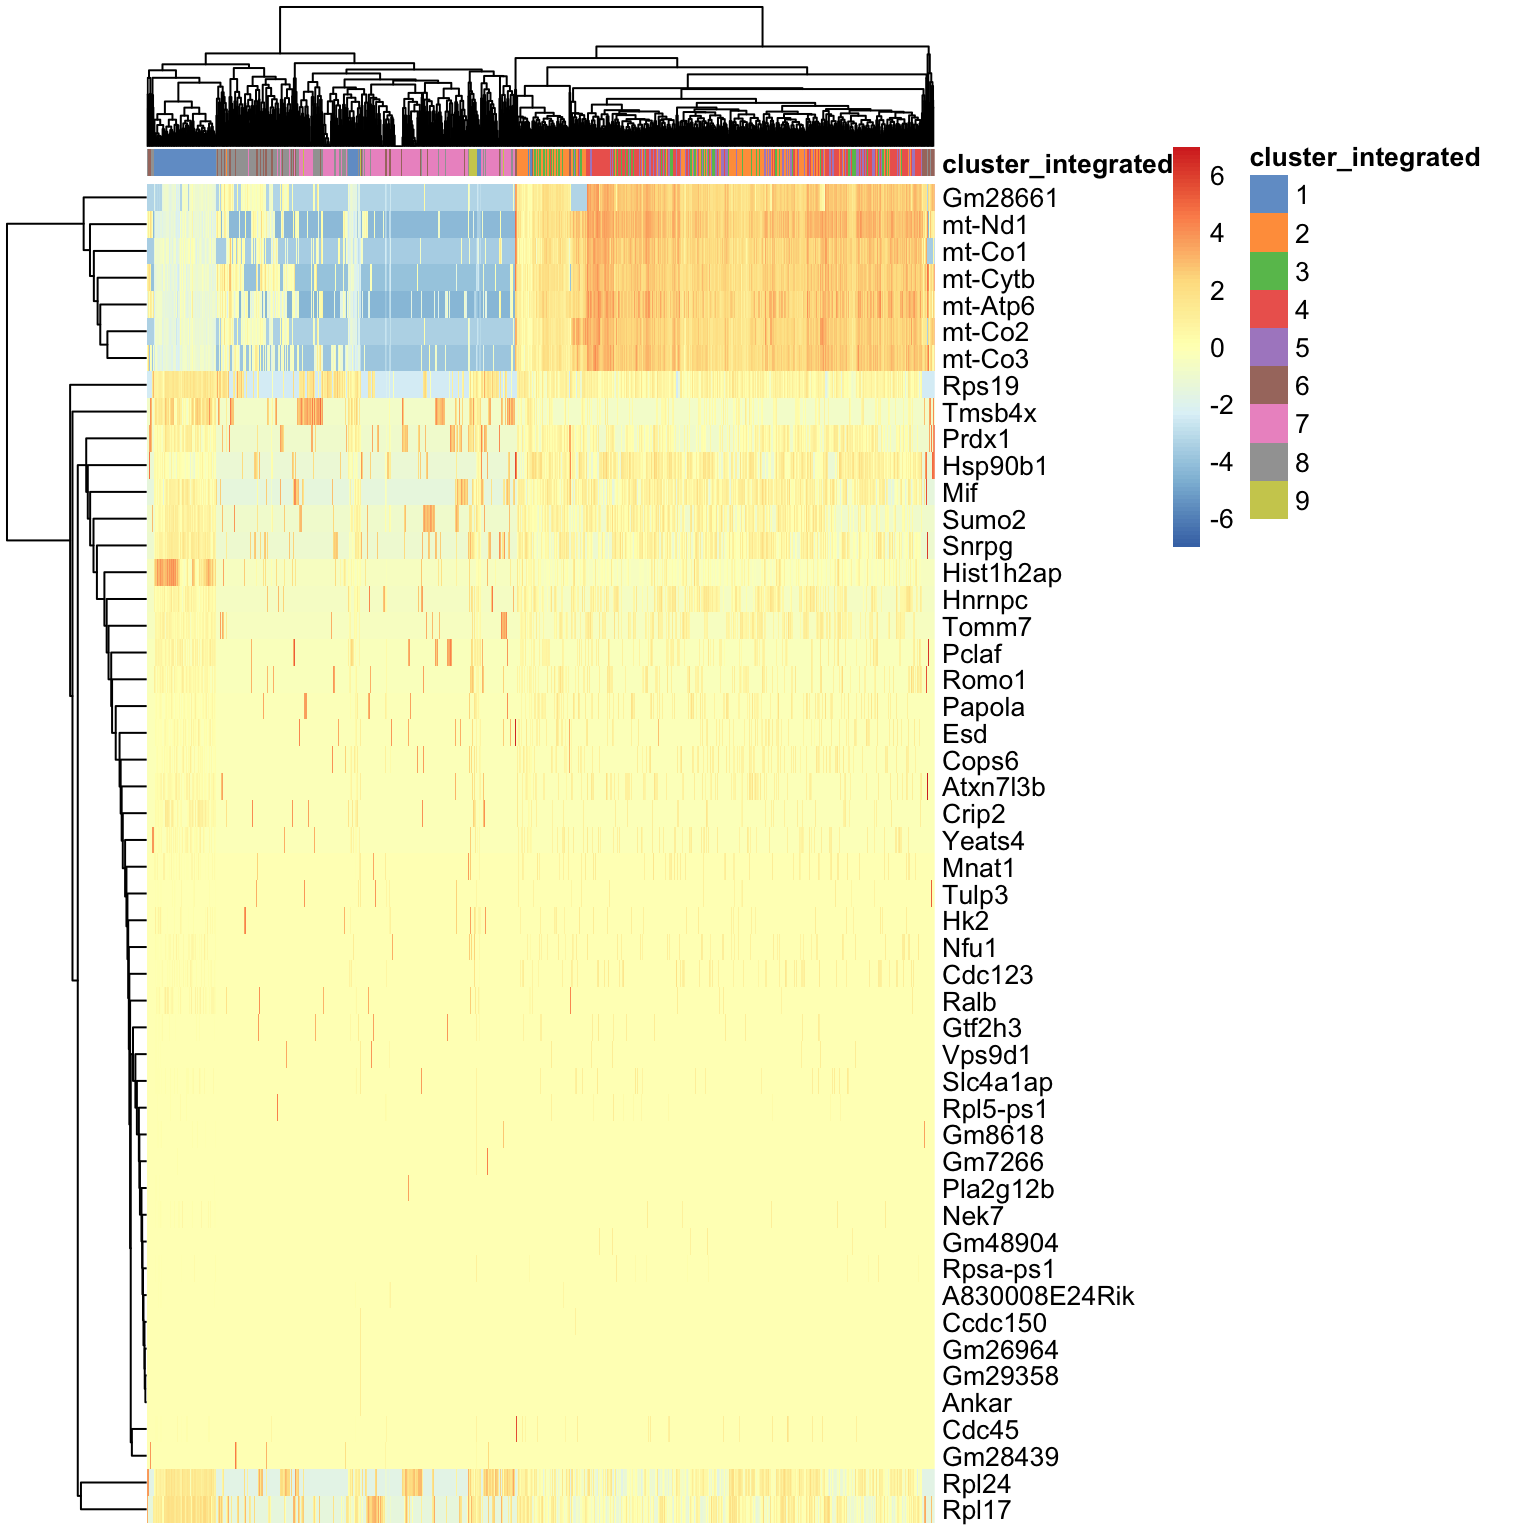 cluster_integrated
Gm28661
mt-Nd1
mt-Co1
mt-Cytb
mt-Atp6
mt-Co2
mt-Co3
Rps19
Tmsb4x
Prdx1
Hsp90b1
Mif
Sumo2
Snrpg
Hist1h2ap
Hnrnpc
Tomm7
Pclaf
Romo1
Papola
Esd
Cops6
Atxn7l3b
Crip2
Yeats4
Mnat1
Tulp3
Hk2
Nfu1
Cdc123
Ralb
Gtf2h3
Vps9d1
Slc4a1ap
Rpl5-ps1
Gm8618
Gm7266
Pla2g12b
Nek7
Gm48904
Rpsa-ps1
A830008E24Rik
Ccdc150
Gm26964
Gm29358
Ankar
Cdc45
Gm28439
Rpl24
Rpl17
6
4
2
0
-2
-4
-6
cluster_integrated
1
2
3
4
5
6
7
8
9